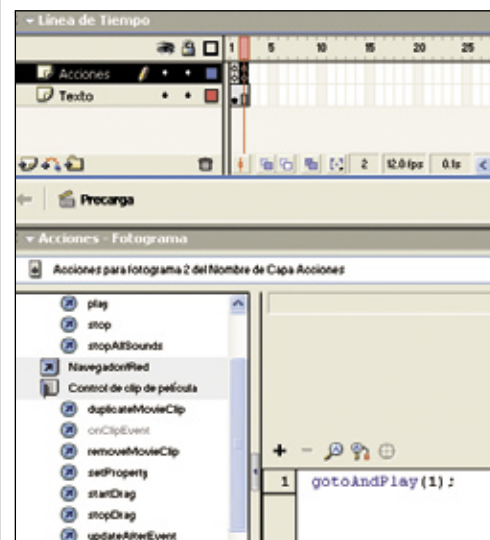 Línea de Tiempo
1 5 10 15 20 25
Acciones
Texto
2 12.0 fps 0.1s
Precarga
Acciones - Fotograma
Acciones para fotograma 2 del Nombre de Capa Acciones
play
stop
stopAllSounds
Navegador/Red
Control de clip de película
duplicateMovieClip
onClipEvent
removeMovieClip
setProperty
startDrag
stopDrag
updateAfterEvent
1 gotoAndPlay(1);